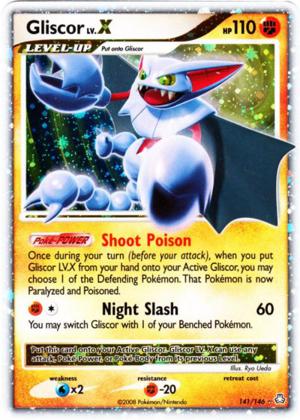 Gliscor LV.X HP 110
LEVEL-UP Put onto Gliscor
POKé-POWER Shoot Poison
Once during your turn (before your attack), when you put
Gliscor LV.X from your hand onto your Active Gliscor, you may
choose 1 of the Defending Pokémon. That Pokémon is now
Paralyzed and Poisoned.
Night Slash 60
You may switch Gliscor with 1 of your Benched Pokémon.
Put this card onto your Active Gliscor. Gliscor LV.X can use any
attack, Poké-Power, or Poké-Body from its previous Level.
Illus. Ryo Ueda
141/146
weakness resistance retreat cost
x2 -20
©2008 Pokémon/Nintendo